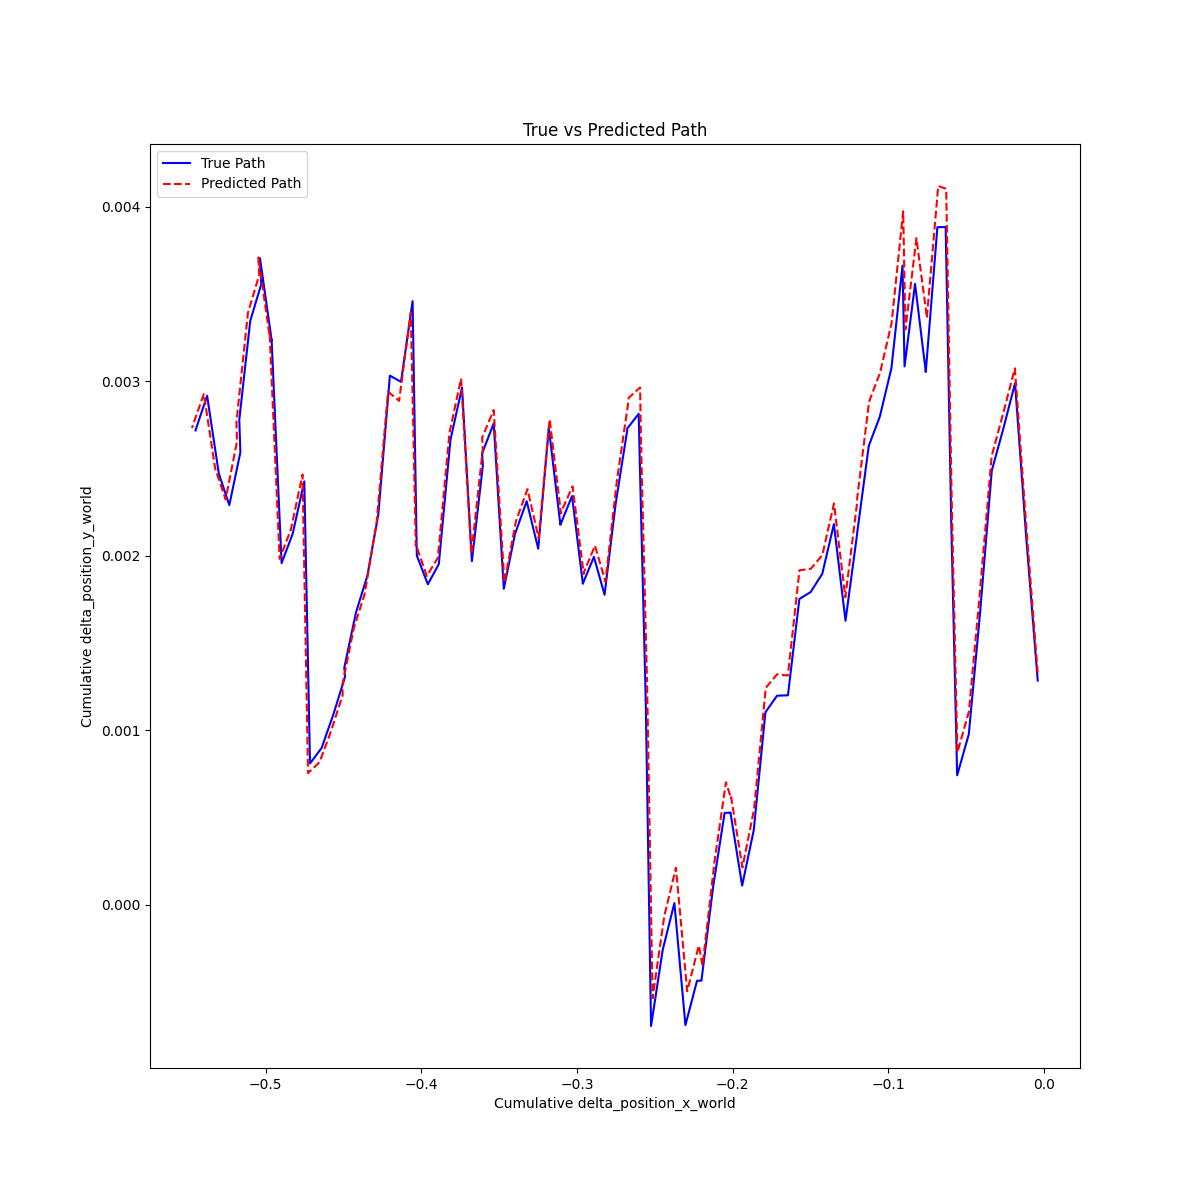 True vs Predicted Path
True Path
Predicted Path
0.004
0.003
0.002
0.001
0.000
Cumulative delta_position_y_world
−0.5
−0.4
−0.3
−0.2
−0.1
0.0
Cumulative delta_position_x_world